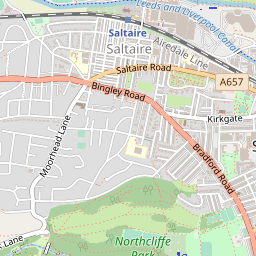 Leeds and Liverpool Canal
Saltaire
Saltaire
Airedale Line
Saltaire Road
A657
Bingley Road
Kirkgate
Moorhead Lane
Bradford Road
S
Northcliffe
Park
t Lane